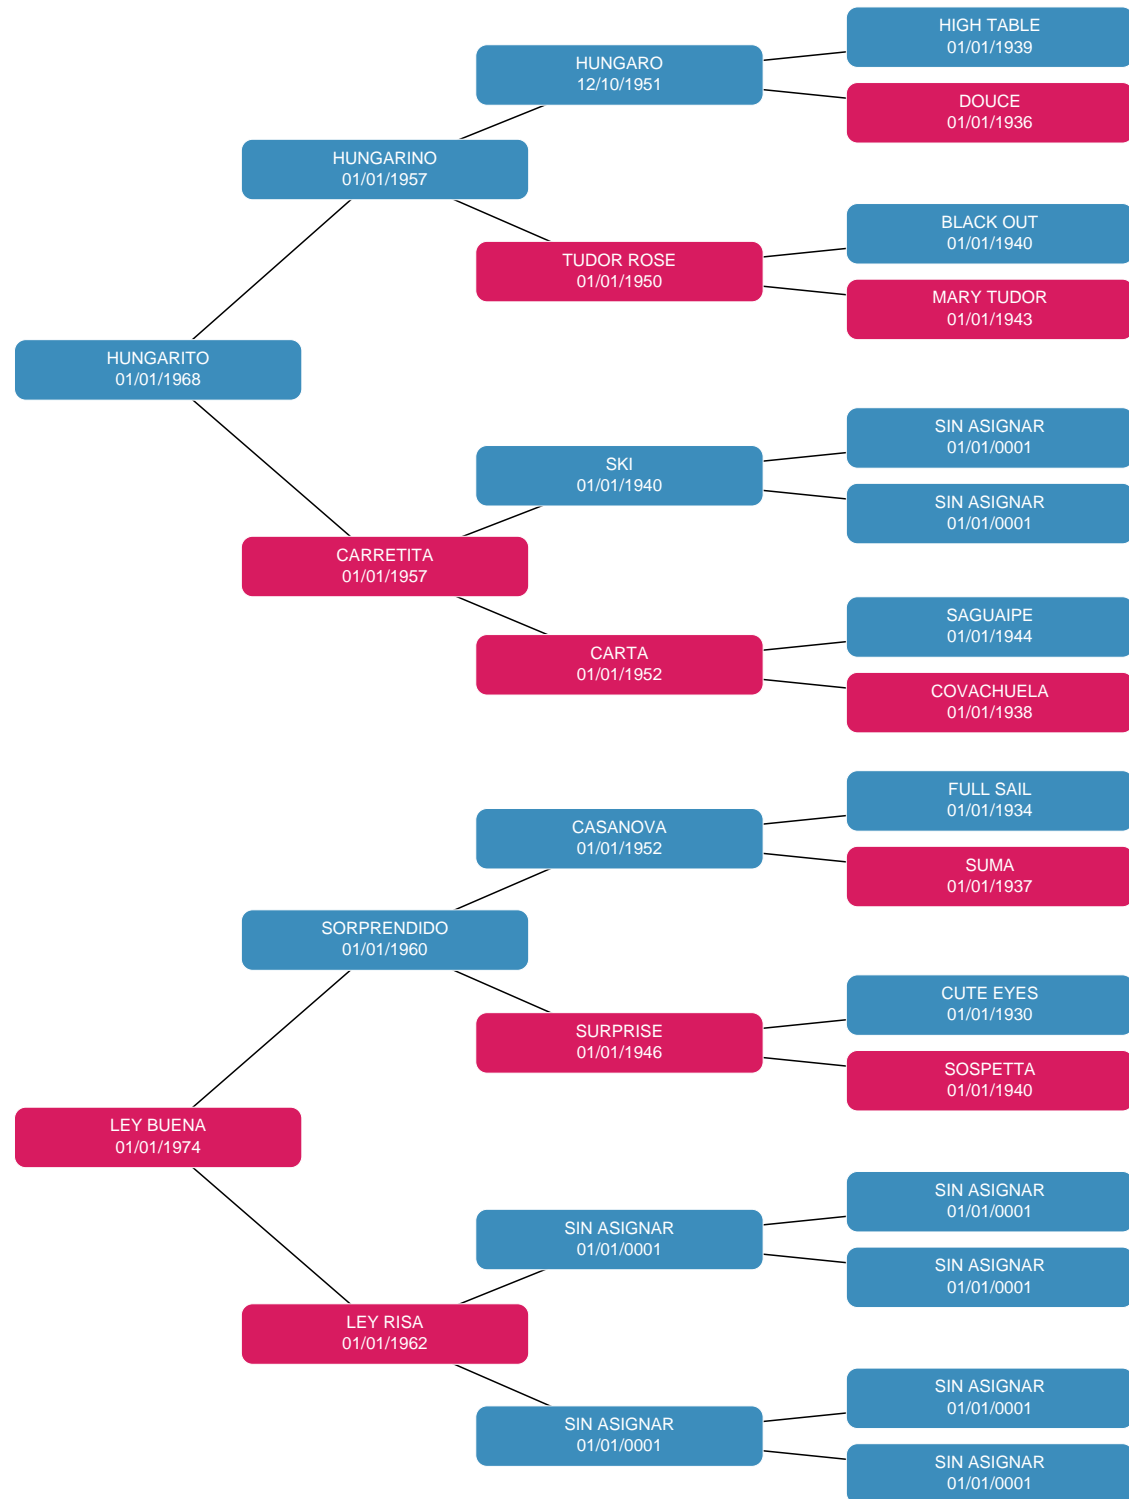 HIGH TABLE
01/01/1939
HUNGARO
12/10/1951
DOUCE
01/01/1936
HUNGARINO
01/01/1957
BLACK OUT
01/01/1940
TUDOR ROSE
01/01/1950
MARY TUDOR
01/01/1943
HUNGARITO
01/01/1968
SIN ASIGNAR
01/01/0001
SKI
01/01/1940
SIN ASIGNAR
01/01/0001
CARRETITA
01/01/1957
SAGUAIPE
01/01/1944
CARTA
01/01/1952
COVACHUELA
01/01/1938
FULL SAIL
01/01/1934
CASANOVA
01/01/1952
SUMA
01/01/1937
SORPRENDIDO
01/01/1960
CUTE EYES
01/01/1930
SURPRISE
01/01/1946
SOSPETTA
01/01/1940
LEY BUENA
01/01/1974
SIN ASIGNAR
01/01/0001
SIN ASIGNAR
01/01/0001
SIN ASIGNAR
01/01/0001
LEY RISA
01/01/1962
SIN ASIGNAR
01/01/0001
SIN ASIGNAR
01/01/0001
SIN ASIGNAR
01/01/0001